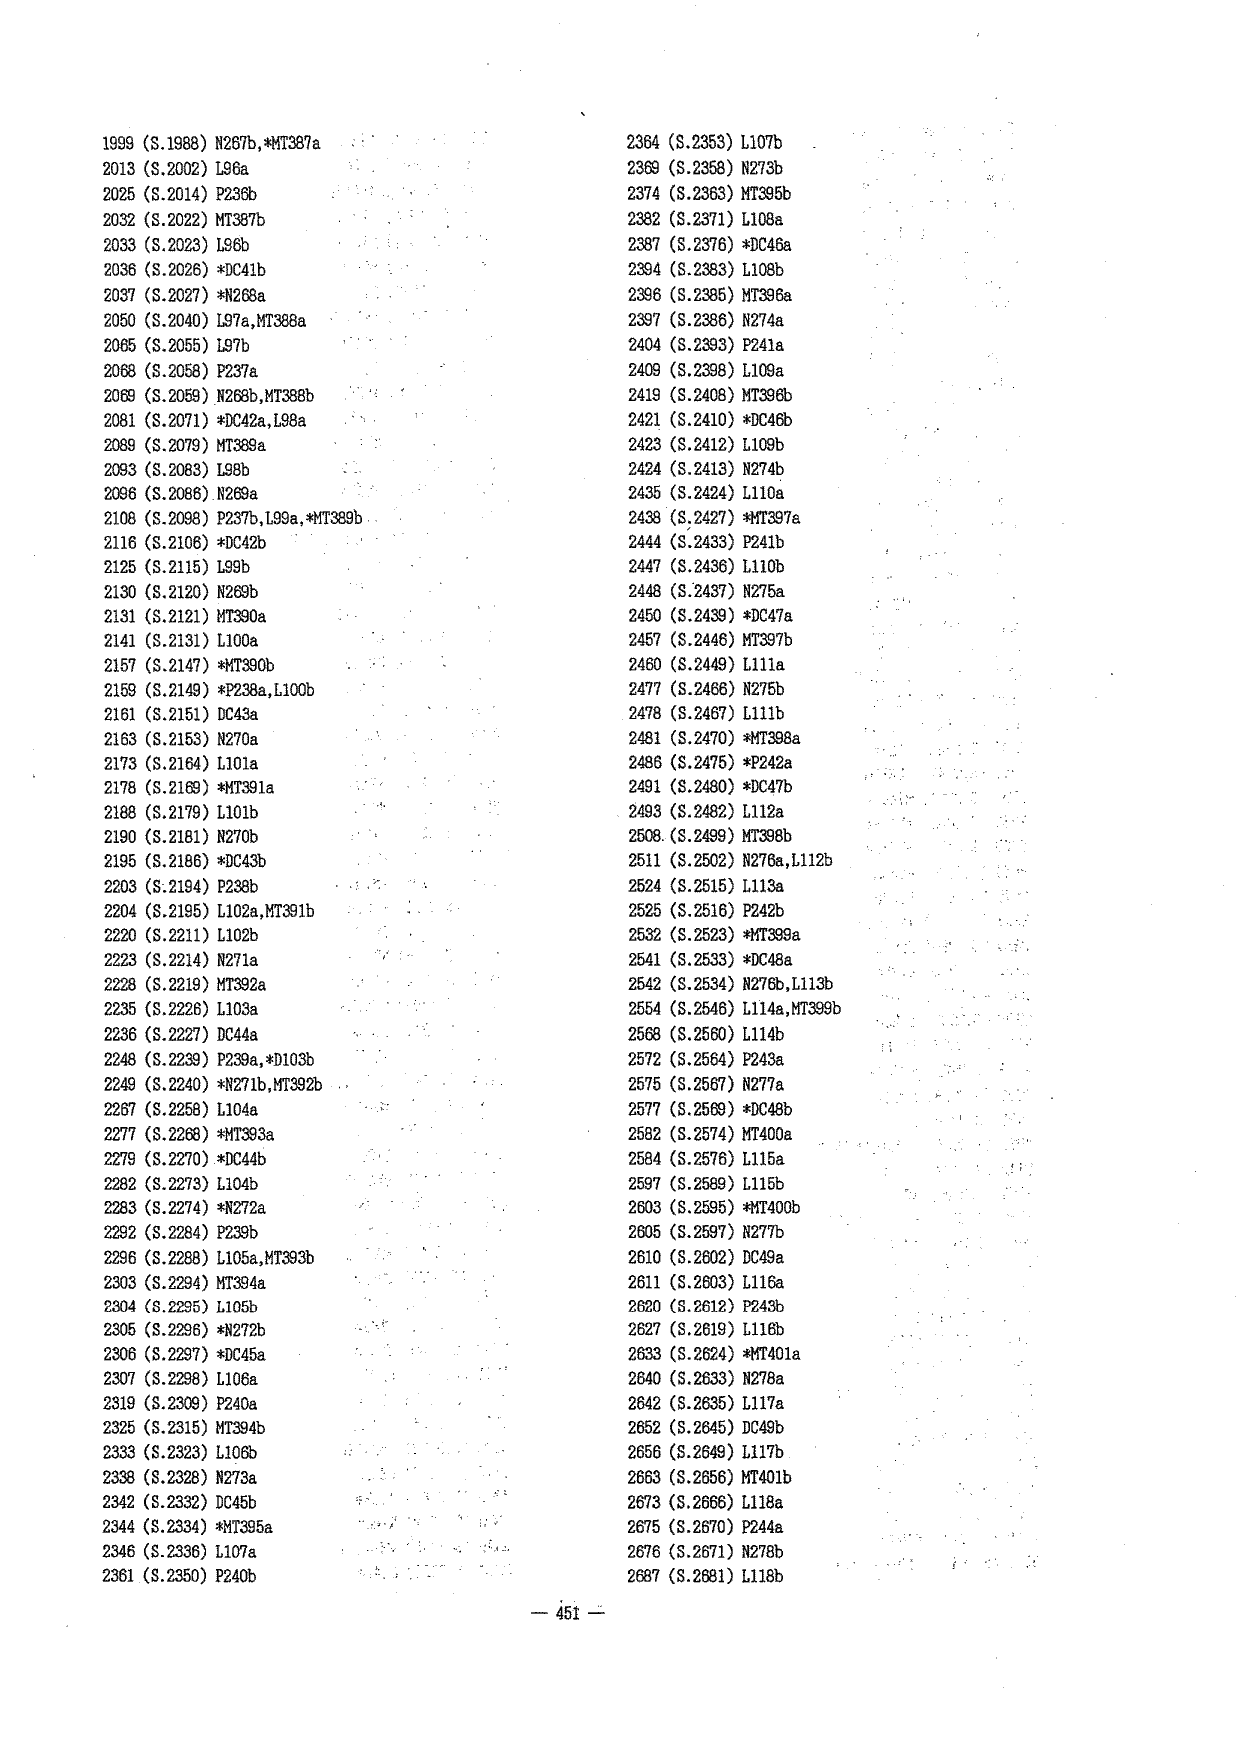 1999 (S.1988) N267b,*MT387a
2013 (S.2002) L96a
2025 (S.2014) P236b
2032 (S.2022) MT387b
2033 (S.2023) L96b
2036 (S.2026) *DC41b
2037 (S.2027) *N268a
2050 (S.2040) L97a,MT388a
2065 (S.2055) L97b
2068 (S.2058) P237a
2069 (S.2059) N268b,MT388b
2081 (S.2071) *DC42a,L98a
2089 (S.2079) MT389a
2093 (S.2083) L98b
2096 (S.2086) N269a
2108 (S.2098) P237b,L99a,*MT389b
2116 (S.2106) *DC42b
2125 (S.2115) L99b
2130 (S.2120) N269b
2131 (S.2121) MT390a
2141 (S.2131) L100a
2157 (S.2147) *MT390b
2159 (S.2149) *P238a,L100b
2161 (S.2151) DC43a
2163 (S.2153) N270a
2173 (S.2164) L101a
2178 (S.2169) *MT391a
2188 (S.2179) L101b
2190 (S.2181) N270b
2195 (S.2186) *DC43b
2203 (S.2194) P238b
2204 (S.2195) L102a,MT391b
2220 (S.2211) L102b
2223 (S.2214) N271a
2228 (S.2219) MT392a
2235 (S.2226) L103a
2236 (S.2227) DC44a
2248 (S.2239) P239a,*D103b
2249 (S.2240) *N271b,MT392b
2267 (S.2258) L104a
2277 (S.2268) *MT393a
2279 (S.2270) *DC44b
2282 (S.2273) L104b
2283 (S.2274) *N272a
2292 (S.2284) P239b
2296 (S.2288) L105a,MT393b
2303 (S.2294) MT394a
2304 (S.2295) L105b
2305 (S.2296) *N272b
2306 (S.2297) *DC45a
2307 (S.2298) L106a
2319 (S.2309) P240a
2325 (S.2315) MT394b
2333 (S.2323) L106b
2338 (S.2328) N273a
2342 (S.2332) DC45b
2344 (S.2334) *MT395a
2346 (S.2336) L107a
2361 (S.2350) P240b
2364 (S.2353) L107b
2369 (S.2358) N273b
2374 (S.2363) MT395b
2382 (S.2371) L108a
2387 (S.2376) *DC46a
2394 (S.2383) L108b
2396 (S.2385) MT396a
2397 (S.2386) N274a
2404 (S.2393) P241a
2409 (S.2398) L109a
2419 (S.2408) MT396b
2421 (S.2410) *DC46b
2423 (S.2412) L109b
2424 (S.2413) N274b
2435 (S.2424) L110a
2438 (S.2427) *MT397a
2444 (S.2433) P241b
2447 (S.2436) L110b
2448 (S.2437) N275a
2450 (S.2439) *DC47a
2457 (S.2446) MT397b
2460 (S.2449) L111a
2477 (S.2466) N275b
2478 (S.2467) L111b
2481 (S.2470) *MT398a
2486 (S.2475) *P242a
2491 (S.2480) *DC47b
2493 (S.2482) L112a
2508 (S.2499) MT398b
2511 (S.2502) N276a,L112b
2524 (S.2515) L113a
2525 (S.2516) P242b
2532 (S.2523) *MT399a
2541 (S.2533) *DC48a
2542 (S.2534) N276b,L113b
2554 (S.2546) L114a,MT399b
2568 (S.2560) L114b
2572 (S.2564) P243a
2575 (S.2567) N277a
2577 (S.2569) *DC48b
2582 (S.2574) MT400a
2584 (S.2576) L115a
2597 (S.2589) L115b
2603 (S.2595) *MT400b
2605 (S.2597) N277b
2610 (S.2602) DC49a
2611 (S.2603) L116a
2620 (S.2612) P243b
2627 (S.2619) L116b
2633 (S.2624) *MT401a
2640 (S.2633) N278a
2642 (S.2635) L117a
2652 (S.2645) DC49b
2656 (S.2649) L117b
2663 (S.2656) MT401b
2673 (S.2666) L118a
2675 (S.2670) P244a
2676 (S.2671) N278b
2687 (S.2681) L118b
— 451 —